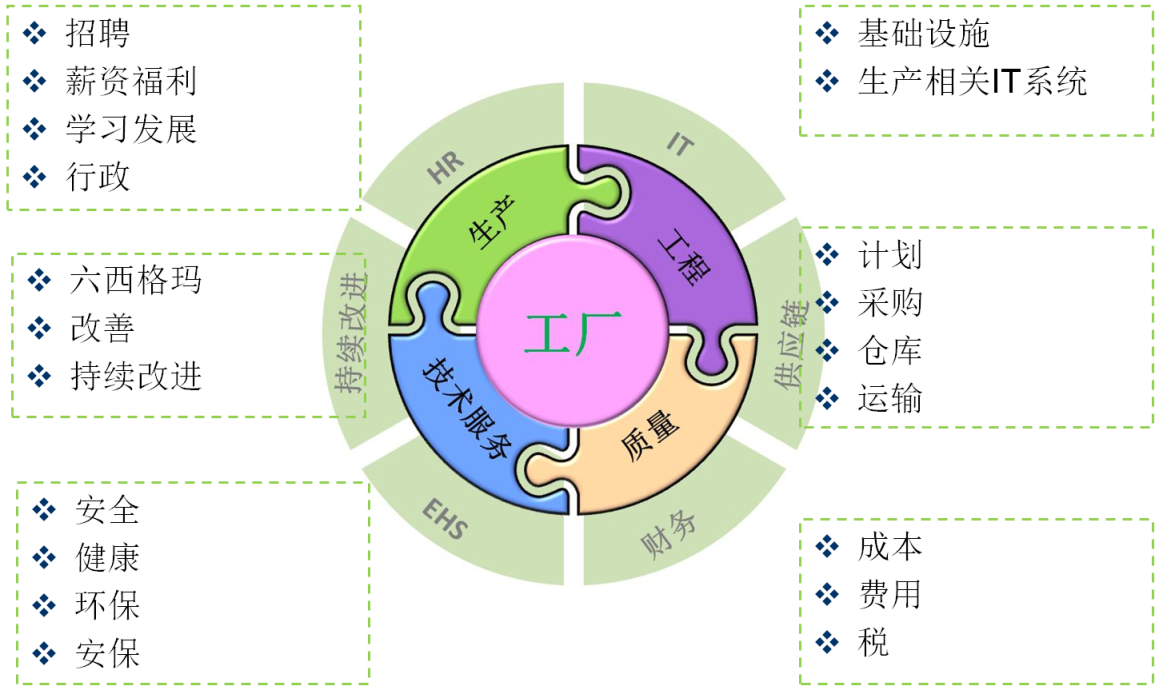 招聘
薪资福利
学习发展
行政
基础设施
生产相关IT系统
HR
IT
生产
工程
六西格玛
改善
持续改进
持续改进
工厂
供应链
计划
采购
仓库
运输
技术服务
质量
EHS
财务
安全
健康
环保
安保
成本
费用
税